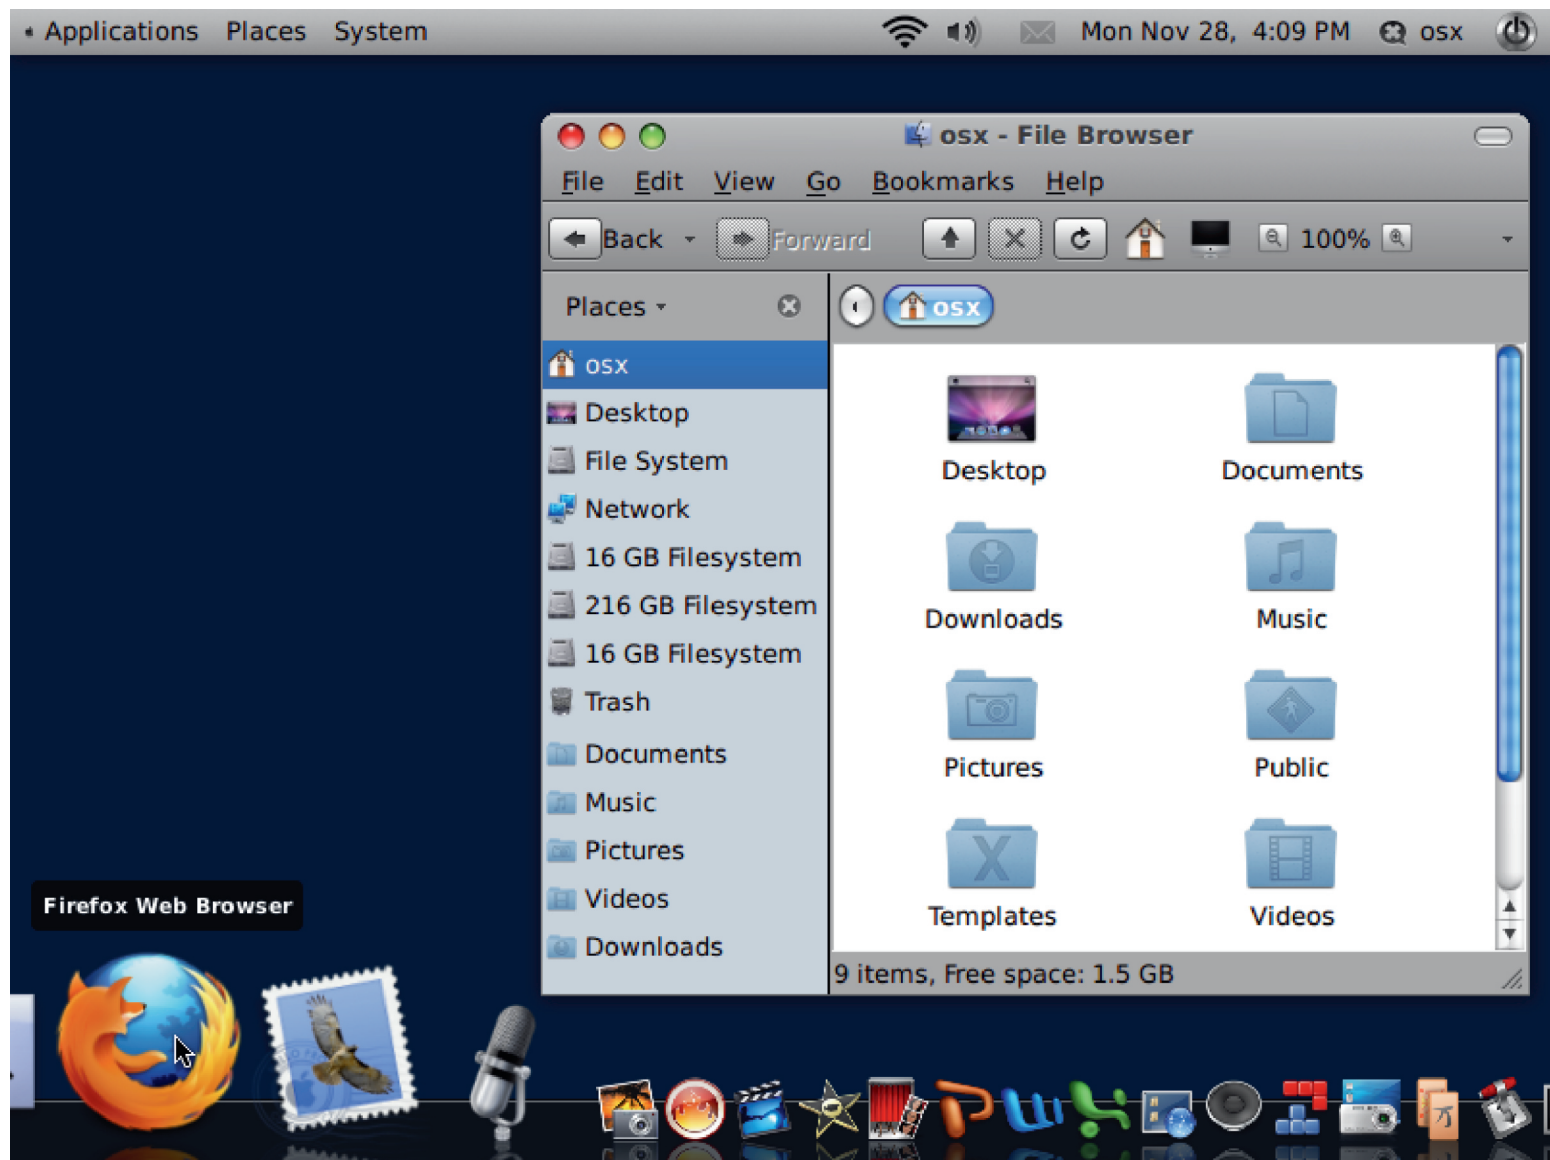 Applications Places System Mon Nov 28, 4:09 PM osx
osx - File Browser
File Edit View Go Bookmarks Help
Back Forward 100%
Places osx
osx
Desktop
File System
Network
16 GB Filesystem
216 GB Filesystem
16 GB Filesystem
Trash
Documents
Music
Pictures
Videos
Downloads
Desktop Documents
Downloads Music
Pictures Public
Templates Videos
9 items, Free space: 1.5 GB
Firefox Web Browser